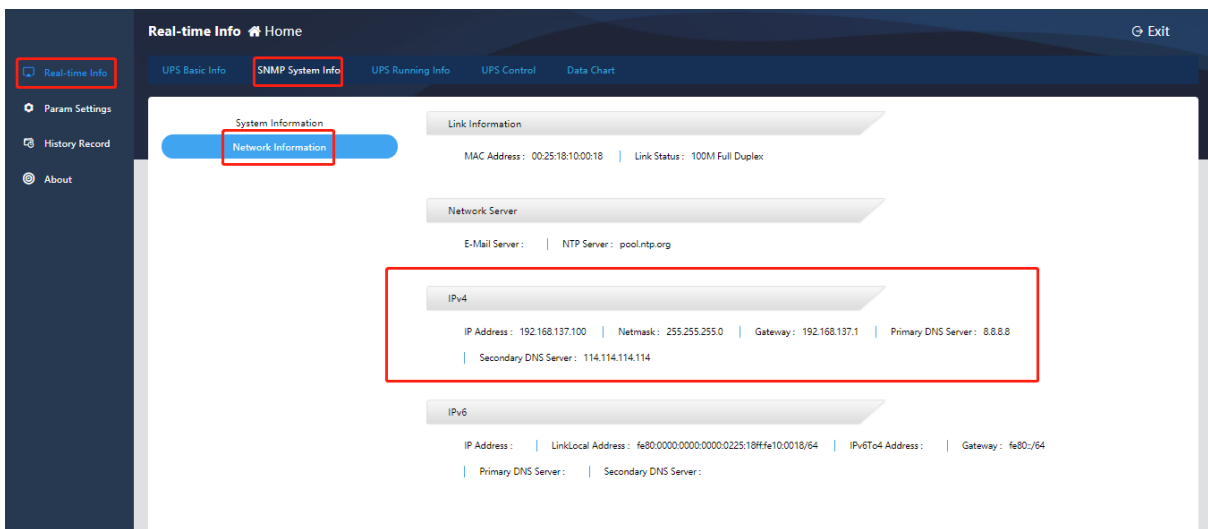 Real-time Info Home
Exit
Real-time Info
Param Settings
History Record
About
UPS Basic Info SNMP System Info UPS Running Info UPS Control Data Chart
System Information
Network Information
Link Information
MAC Address : 00:25:18:10:00:18 | Link Status : 100M Full Duplex
Network Server
E-Mail Server : | NTP Server : pool.ntp.org
IPv4
IP Address : 192.168.137.100 | Netmask : 255.255.255.0 | Gateway : 192.168.137.1 | Primary DNS Server : 8.8.8.8
| Secondary DNS Server : 114.114.114.114
IPv6
IP Address : | LinkLocal Address : fe80:0000:0000:0000:0225:18ff:fe10:0018/64 | IPv6To4 Address : | Gateway : fe80::/64
| Primary DNS Server : | Secondary DNS Server :